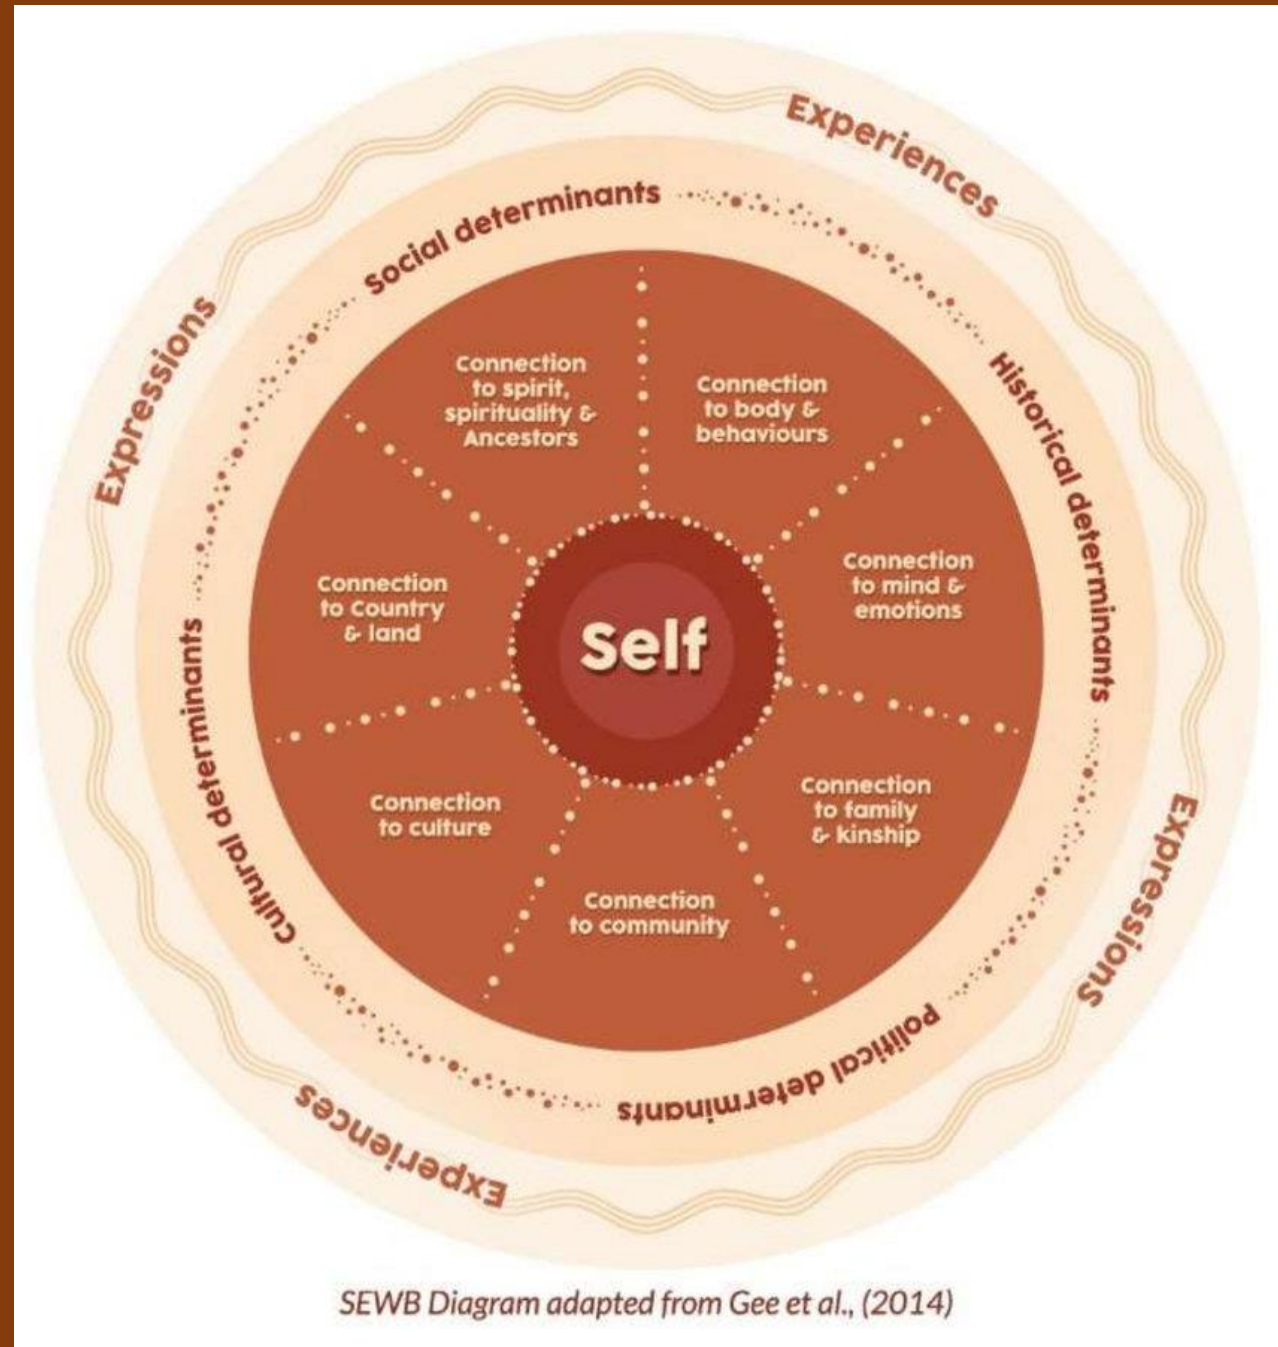 Experiences
Expressions
Social determinants
Historical determinants
Connection
to spirit,
spirituality &
Ancestors
Connection
to body &
behaviours
Connection
to Country
& land
Connection
to mind &
emotions
Self
Connection
to culture
Connection
to family
& kinship
Connection
to community
Cultural determinants
Political determinants
Expressions
Experiences
SEWB Diagram adapted from Gee et al., (2014)